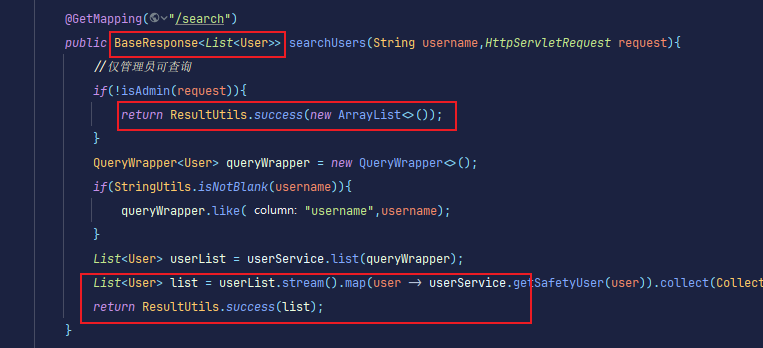 @GetMapping("/search")
public BaseResponse<List<User>> searchUsers(String username,HttpServletRequest request){
//仅管理员可查询
if(!isAdmin(request)){
return ResultUtils.success(new ArrayList<>());
}
QueryWrapper<User> queryWrapper = new QueryWrapper<>();
if(StringUtils.isNotBlank(username)){
queryWrapper.like( column: "username",username);
}
List<User> userList = userService.list(queryWrapper);
List<User> list = userList.stream().map(user -> userService.getSafetyUser(user)).collect(Collect
return ResultUtils.success(list);
}